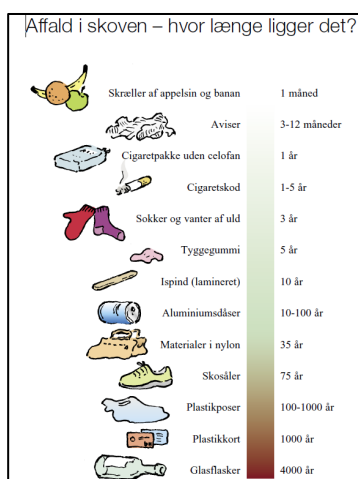 Affald i skoven – hvor længe ligger det?
Skræller af appelsin og banan 1 måned
Aviser 3-12 måneder
Cigaretpakke uden celofan 1 år
Cigaretskod 1-5 år
Sokker og vanter af uld 3 år
Tyggegummi 5 år
Ispind (lamineret) 10 år
Aluminiumsdåser 10-100 år
Materialer i nylon 35 år
Skosåler 75 år
Plastikposer 100-1000 år
Plastikkort 1000 år
Glasflasker 4000 år